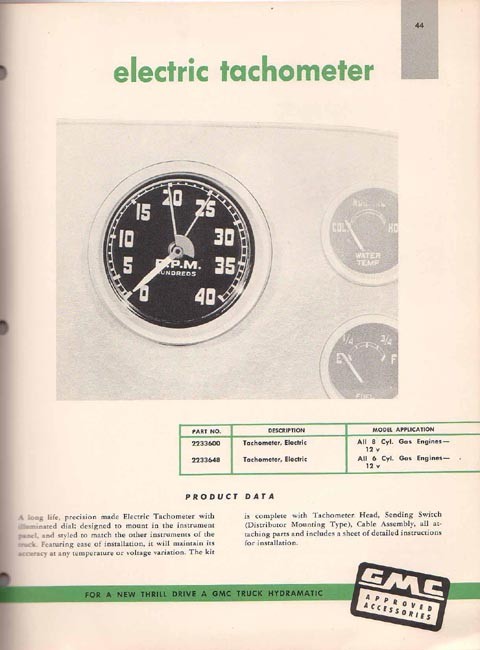 44
electric tachometer
20
15 25
10 30
5 35
0 40
R.P.M.
HUNDREDS
NORMAL
COLD HO
WATER
TEMP
1/4 3/4
E F
FUEL
PART NO. DESCRIPTION MODEL APPLICATION
2233600 Tachometer, Electric All 8 Cyl. Gas Engines—
12 v
2233648 Tachometer, Electric All 6 Cyl. Gas Engines—
12 v
PRODUCT DATA
A long life, precision made Electric Tachometer with
illuminated dial; designed to mount in the instrument
panel, and styled to match the other instruments of the
truck. Featuring ease of installation, it will maintain its
accuracy at any temperature or voltage variation. The kit
is complete with Tachometer Head, Sending Switch
(Distributor Mounting Type), Cable Assembly, all at-
taching parts and includes a sheet of detailed instructions
for installation.
FOR A NEW THRILL DRIVE A GMC TRUCK HYDRAMATIC
GMC
APPROVED
ACCESSORIES